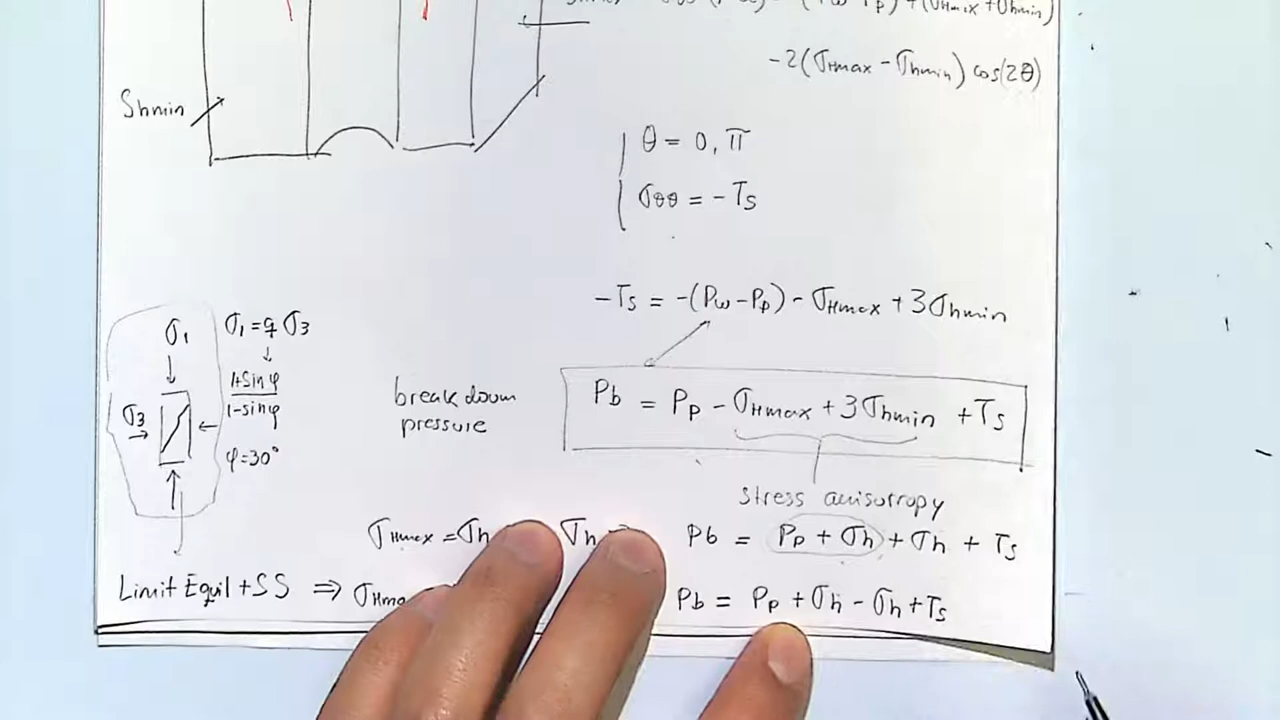 -2(σHmax - σhmin) cos(2θ)
Shmin
θ = 0, π
σθθ = -Ts
-Ts = -(Pw - Pp) - σHmax + 3σhmin
σ1
σ1 = q σ3
1+sinφ
1-sinφ
σ3
φ=30°
breakdown
pressure
Pb = Pp - σHmax + 3σhmin + Ts
stress anisotropy
σHmax = σh
σh
Pb = Pp + σh + σh + Ts
Limit Equil + SS ⇒ σHma
Pb = Pp + σh - σh + Ts